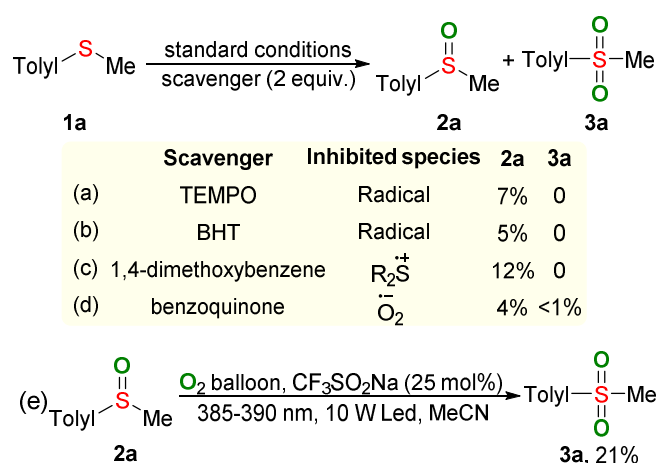 O O
S standard conditions S Tolyl S Me
Tolyl Me scavenger (2 equiv.) Tolyl Me + O
1a 2a 3a
Scavenger Inhibited species 2a 3a
(a) TEMPO Radical 7% 0
(b) BHT Radical 5% 0
(c) 1,4-dimethoxybenzene R₂S•+ 12% 0
(d) benzoquinone O₂•− 4% <1%
O O
(e) Tolyl S Me O₂ balloon, CF₃SO₂Na (25 mol%) Tolyl S Me
385-390 nm, 10 W Led, MeCN O
2a 3a, 21%